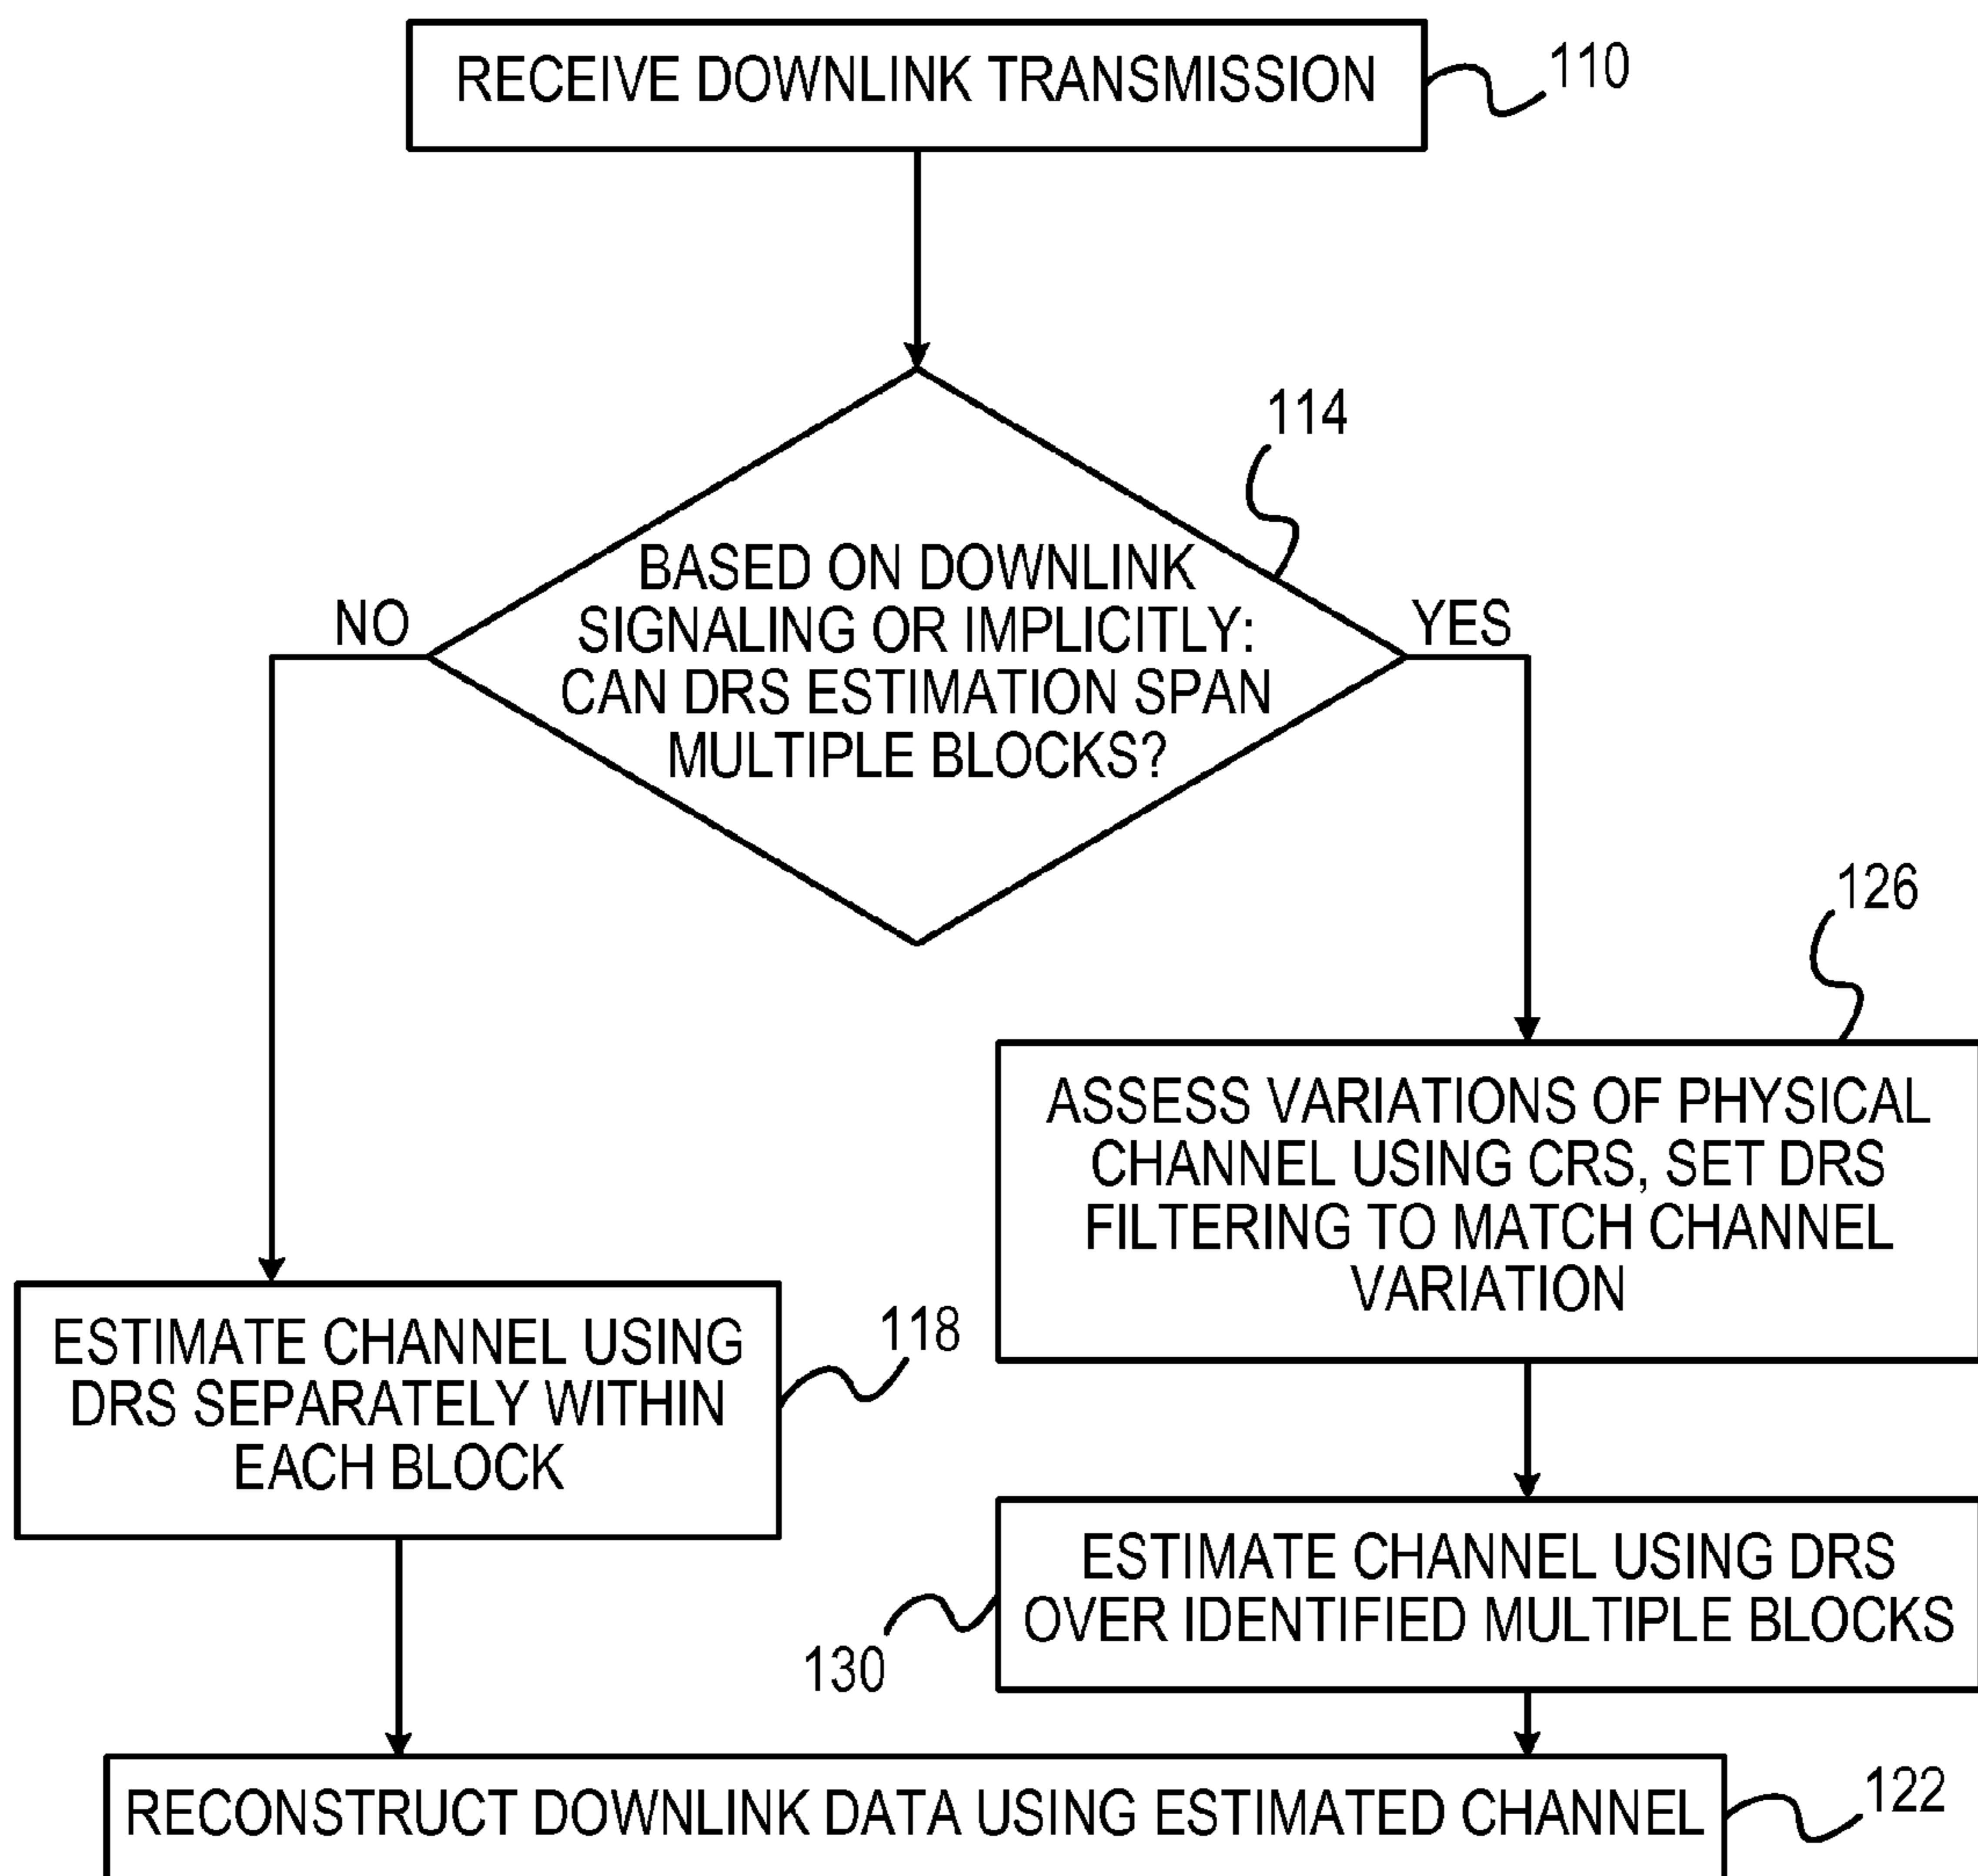 RECEIVE DOWNLINK TRANSMISSION
110
114
BASED ON DOWNLINK
SIGNALING OR IMPLICITLY:
CAN DRS ESTIMATION SPAN
MULTIPLE BLOCKS?
NO
YES
126
ASSESS VARIATIONS OF PHYSICAL
CHANNEL USING CRS, SET DRS
FILTERING TO MATCH CHANNEL
VARIATION
ESTIMATE CHANNEL USING
DRS SEPARATELY WITHIN
EACH BLOCK
118
ESTIMATE CHANNEL USING DRS
OVER IDENTIFIED MULTIPLE BLOCKS
130
RECONSTRUCT DOWNLINK DATA USING ESTIMATED CHANNEL
122